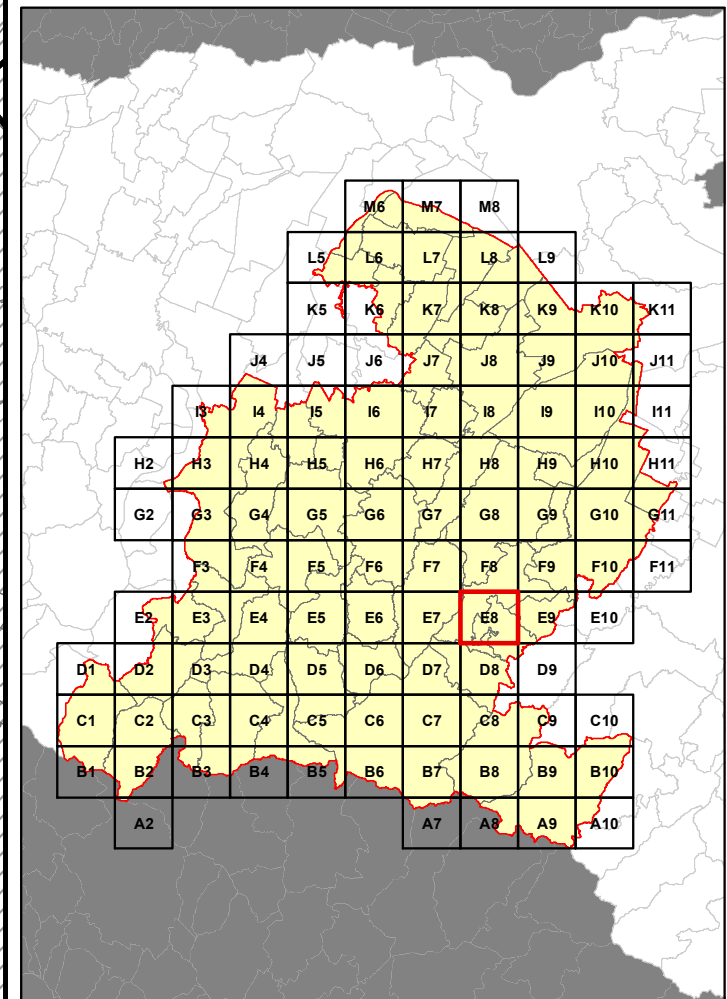 M6 M7 M8
L5 L6 L7 L8 L9
K5 K6 K7 K8 K9 K10 K11
J4 J5 J6 J7 J8 J9 J10 J11
I3 I4 I5 I6 I7 I8 I9 I10 I11
H2 H3 H4 H5 H6 H7 H8 H9 H10 H11
G2 G3 G4 G5 G6 G7 G8 G9 G10 G11
F3 F4 F5 F6 F7 F8 F9 F10 F11
E2 E3 E4 E5 E6 E7 E8 E9 E10
D1 D2 D3 D4 D5 D6 D7 D8 D9
C1 C2 C3 C4 C5 C6 C7 C8 C9 C10
B1 B2 B3 B4 B5 B6 B7 B8 B9 B10
A2 A7 A8 A9 A10